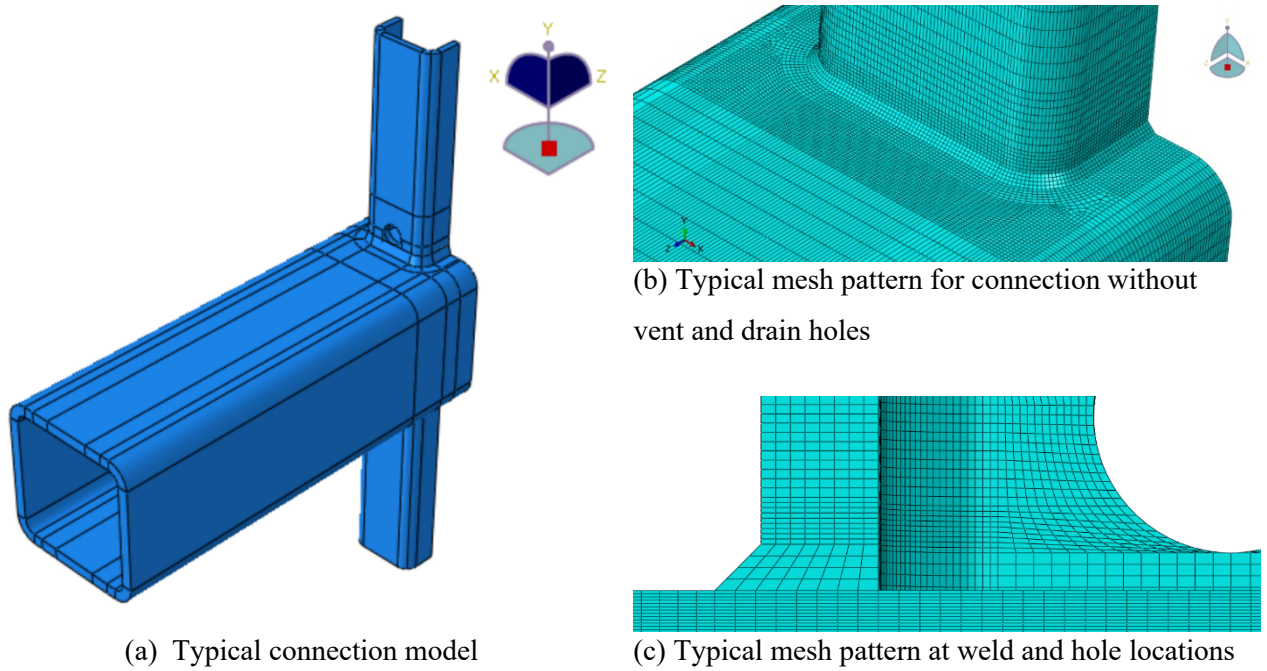 Y
X
Z
(a) Typical connection model
Y
Z
X
Y
Z
X
(b) Typical mesh pattern for connection without
vent and drain holes
(c) Typical mesh pattern at weld and hole locations